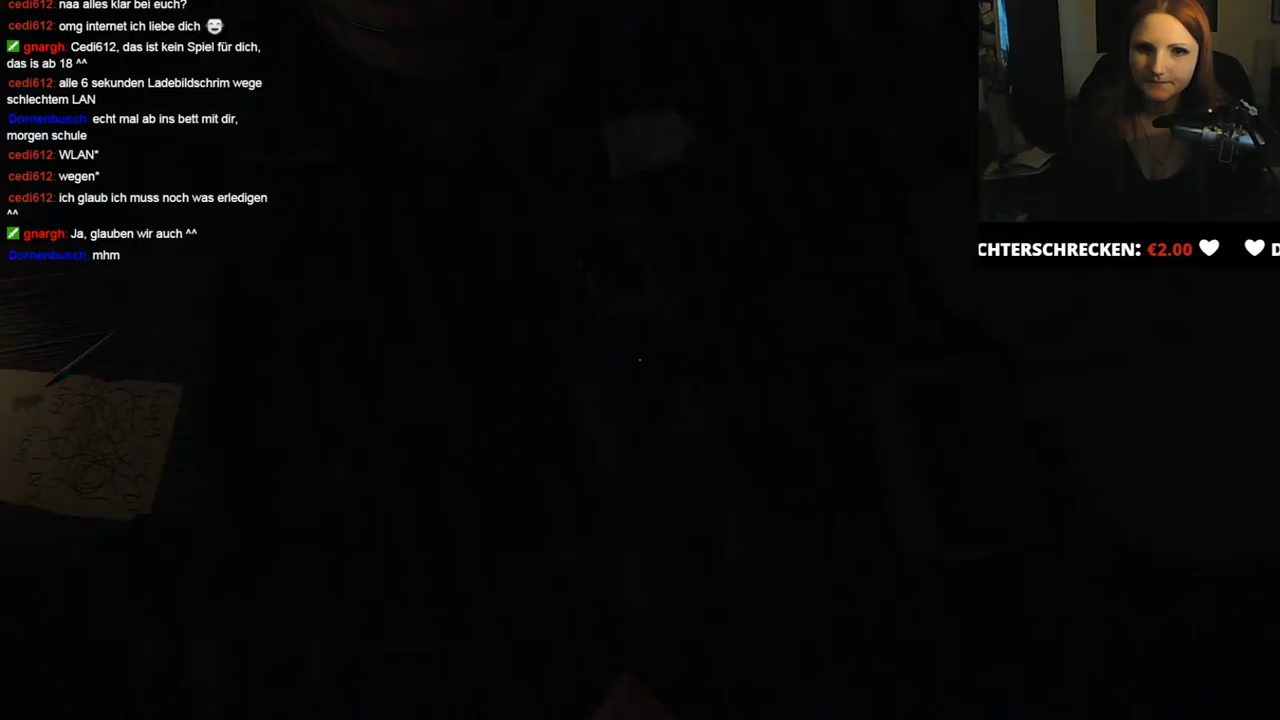 cedi612: naa alles klar bei euch?
cedi612: omg internet ich liebe dich
gnargh: Cedi612, das ist kein Spiel für dich,
das is ab 18 ^^
cedi612: alle 6 sekunden Ladebildschrim wege
schlechtem LAN
Dornenbusch: echt mal ab ins bett mit dir,
morgen schule
cedi612: WLAN*
cedi612: wegen*
cedi612: ich glaub ich muss noch was erledigen
^^
gnargh: Ja, glauben wir auch ^^
Dornenbusch: mhm
CHTERSCHRECKEN: €2.00